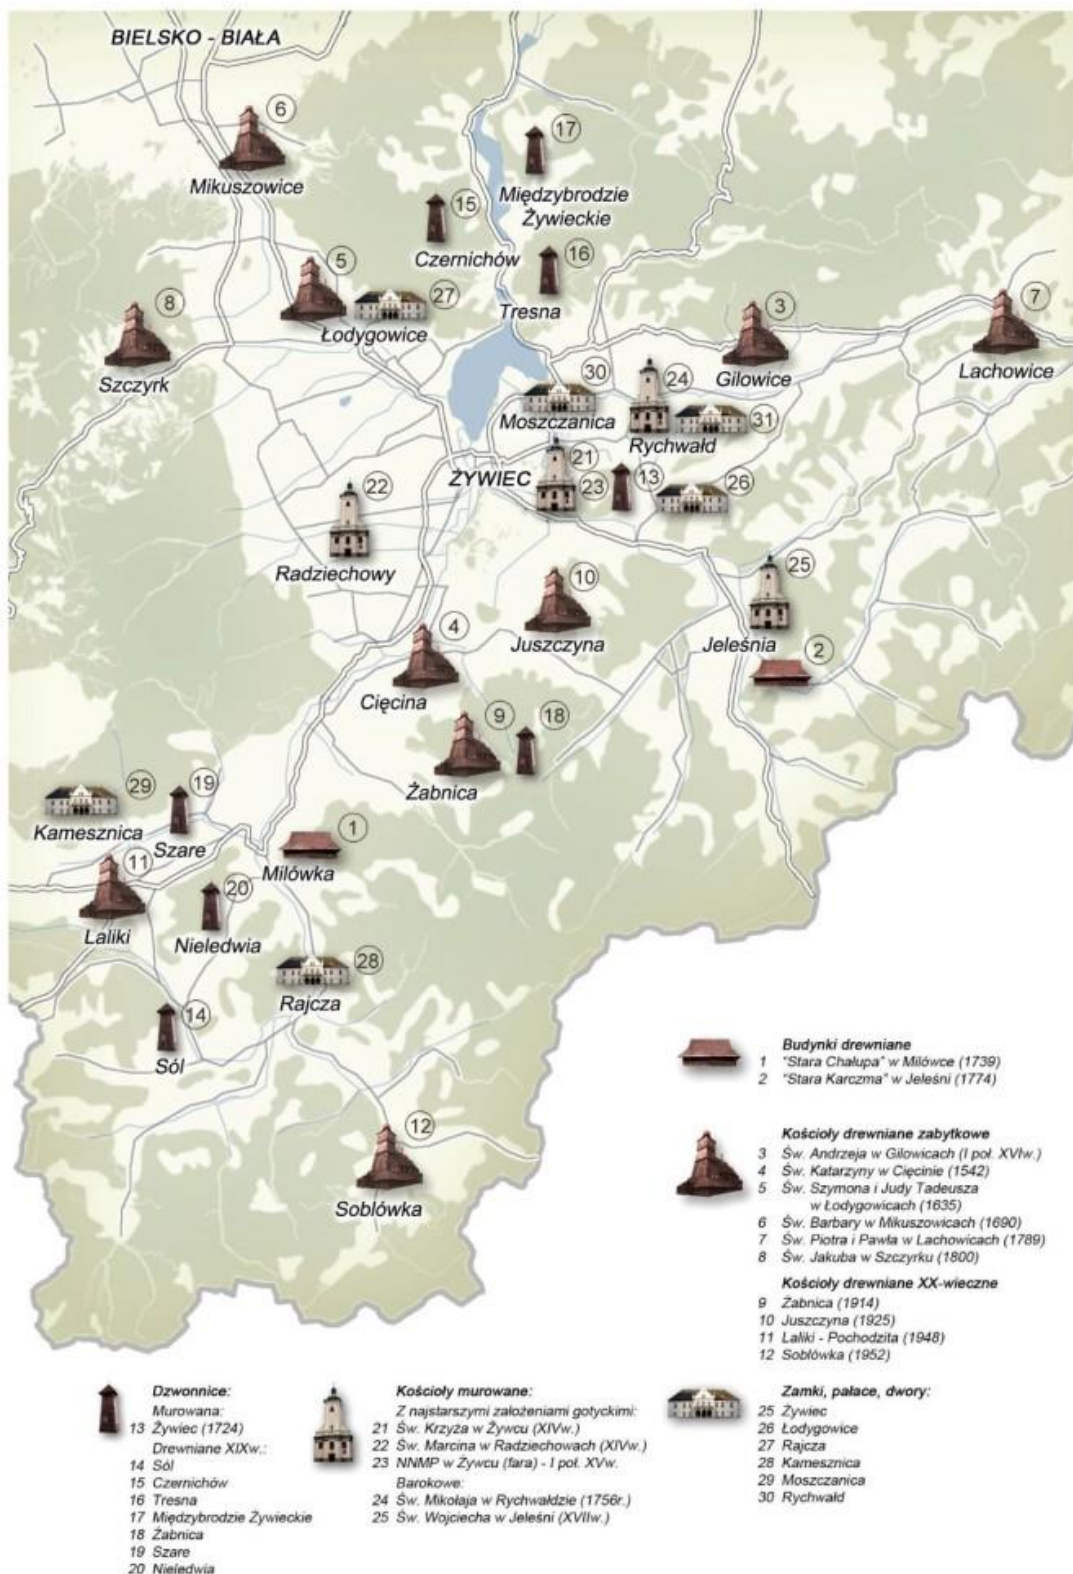 BIELSKO - BIAŁA
6
Mikuszowice
17
Międzybrodzie
Żywieckie
15
Czernichów
16
Tresna
5
27
Łodygowice
8
Szczyrk
3
Gilowice
7
Lachowice
30
Moszczanica
24
31
Rychwałd
ŻYWIEC
21
23
13
26
22
Radziechowy
10
Juszczyna
25
Jeleśnia
2
4
Cięcina
9
18
Żabnica
29
Kamesznica
19
Szare
1
Milówka
11
Laliki
20
Nieledwia
28
Rajcza
14
Sól
12
Soblówka
Budynki drewniane
1 "Stara Chałupa" w Milówce (1739)
2 "Stara Karczma" w Jeleśni (1774)
Kościoły drewniane zabytkowe
3 Św. Andrzeja w Gilowicach (I poł. XVIw.)
4 Św. Katarzyny w Cięcinie (1542)
5 Św. Szymona i Judy Tadeusza
w Łodygowicach (1635)
6 Św. Barbary w Mikuszowicach (1690)
7 Św. Piotra i Pawła w Lachowicach (1789)
8 Św. Jakuba w Szczyrku (1800)
Kościoły drewniane XX-wieczne
9 Żabnica (1914)
10 Juszczyna (1925)
11 Laliki - Pochodzita (1948)
12 Soblówka (1952)
Dzwonnice:
Murowana:
13 Żywiec (1724)
Drewniane XIXw.:
14 Sól
15 Czernichów
16 Tresna
17 Międzybrodzie Żywieckie
18 Żabnica
19 Szare
20 Nieledwia
Kościoły murowane:
Z najstarszymi założeniami gotyckimi:
21 Św. Krzyża w Żywcu (XIVw.)
22 Św. Marcina w Radziechowach (XIVw.)
23 NNMP w Żywcu (fara) - I poł. XVw.
Barokowe:
24 Św. Mikołaja w Rychwałdzie (1756r.)
25 Św. Wojciecha w Jeleśni (XVIIw.)
Zamki, pałace, dwory:
25 Żywiec
26 Łodygowice
27 Rajcza
28 Kamesznica
29 Moszczanica
30 Rychwałd